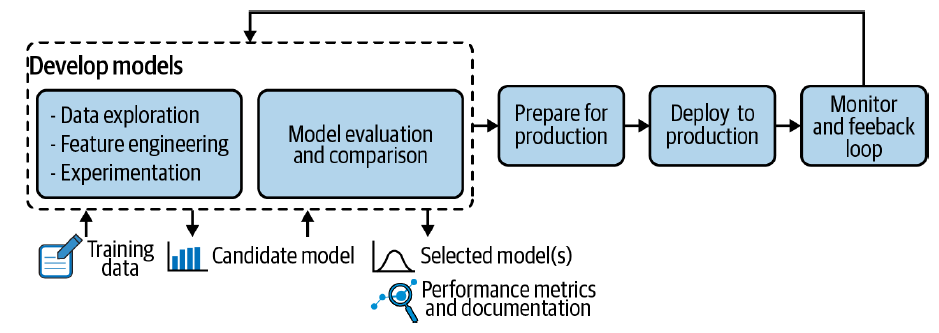 Develop models
- Data exploration
- Feature engineering
- Experimentation
Model evaluation
and comparison
Prepare for
production
Deploy to
production
Monitor
and feeback
loop
Training
data
Candidate model
Selected model(s)
Performance metrics
and documentation